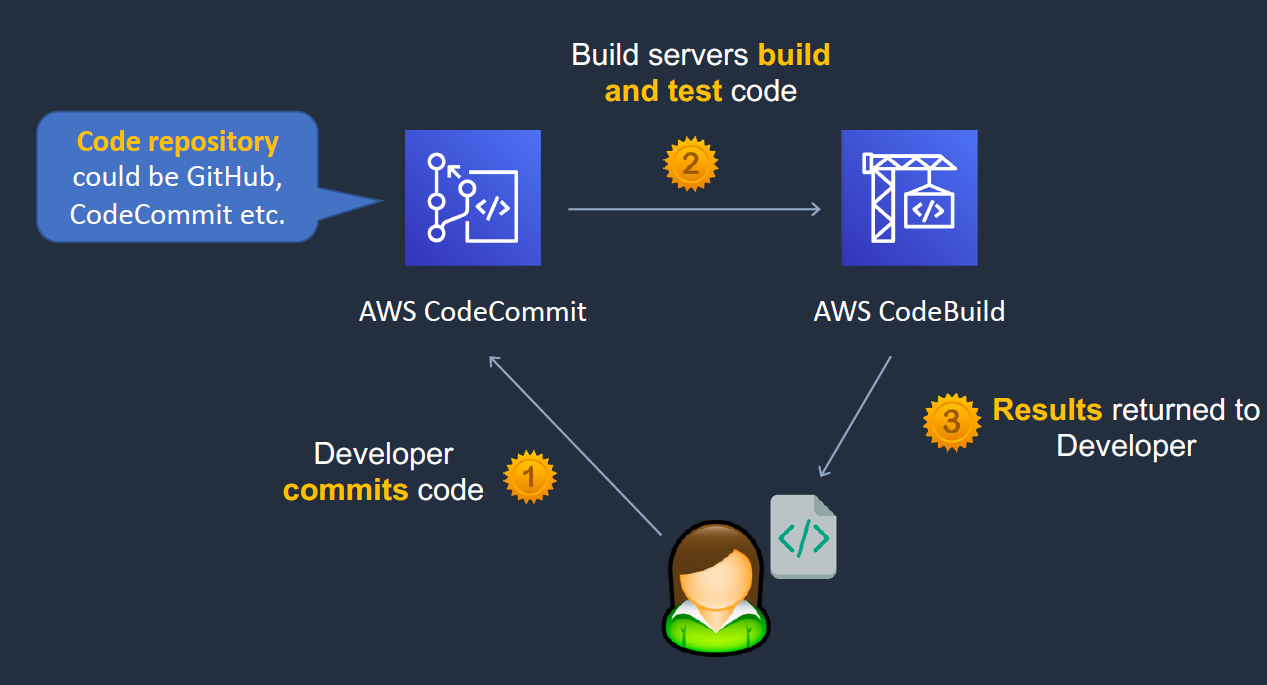 Build servers build
and test code
Code repository
could be GitHub,
CodeCommit etc.
2
AWS CodeCommit
AWS CodeBuild
3
Results returned to
Developer
Developer
commits code
1